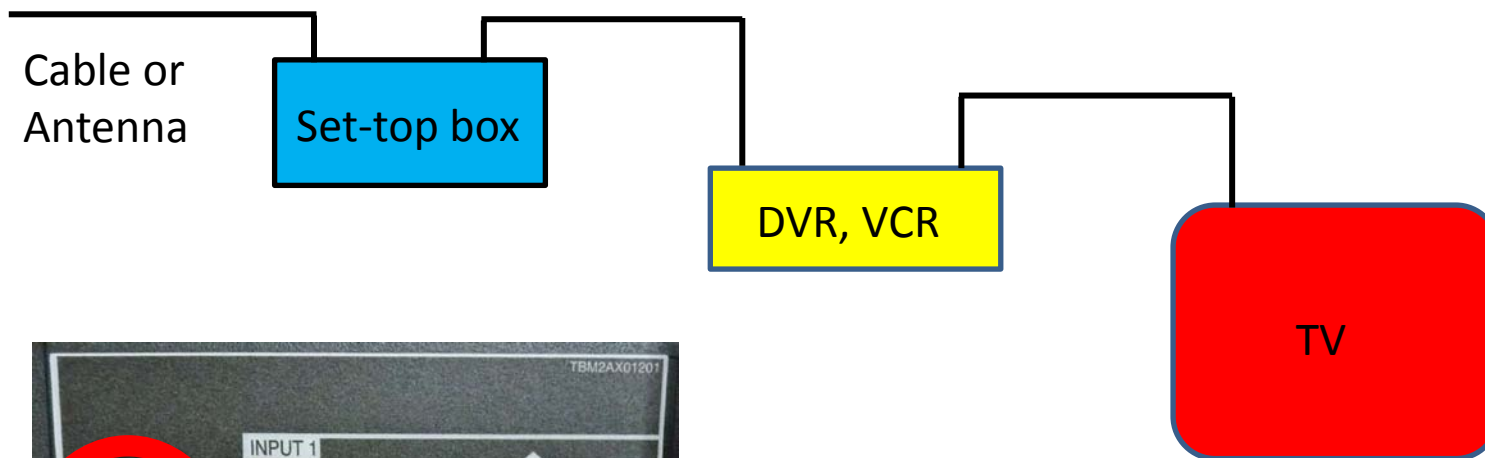 Cable or
Antenna
Set-top box
DVR, VCR
TV
TBM2AX01201
INPUT 1